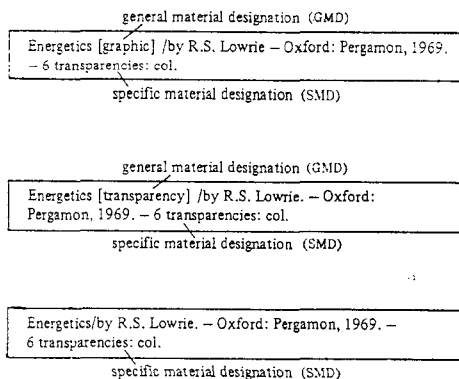 general material designation (GMD)
Energetics [graphic] /by R.S. Lowrie – Oxford: Pergamon, 1969.
– 6 transparencies: col.
specific material designation (SMD)
general material designation (GMD)
Energetics [transparency] /by R.S. Lowrie. – Oxford:
Pergamon, 1969. – 6 transparencies: col.
specific material designation (SMD)
Energetics/by R.S. Lowrie. – Oxford: Pergamon, 1969. –
6 transparencies: col.
specific material designation (SMD)